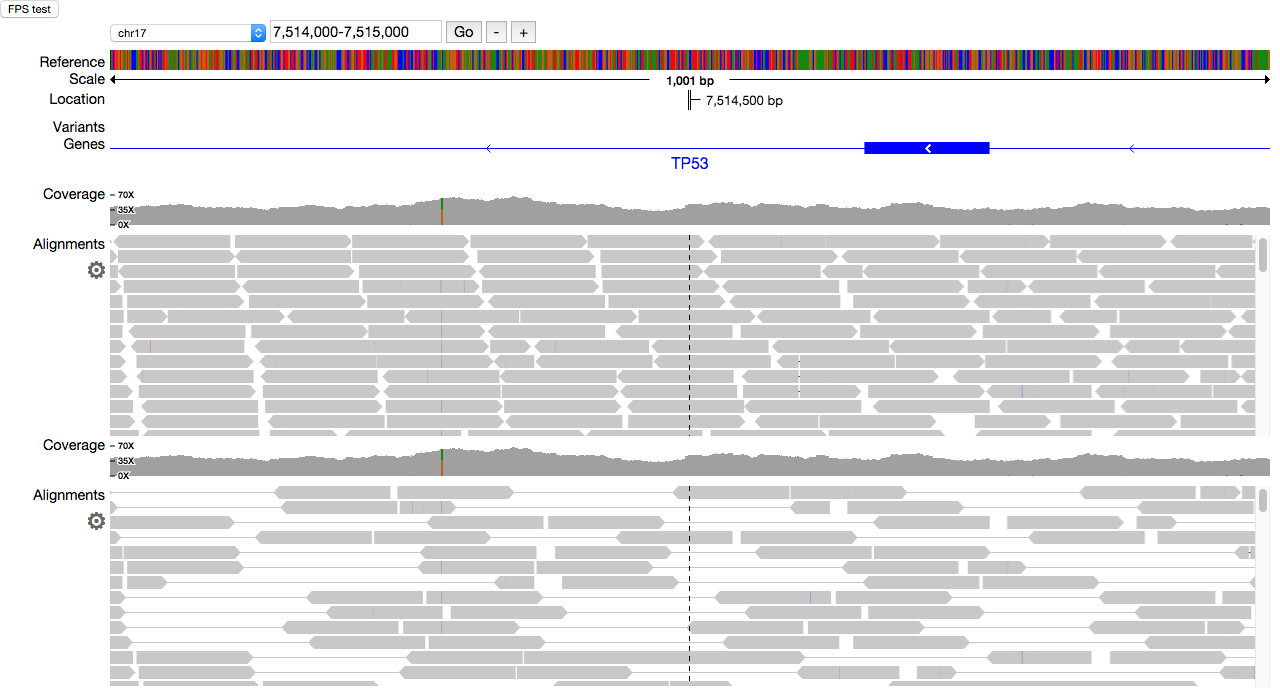 FPS test
chr17 7,514,000-7,515,000 Go - +
Reference
Scale 1,001 bp
Location 7,514,500 bp
Variants
Genes
TP53
Coverage 70X
35X
0X
Alignments
Coverage 70X
35X
0X
Alignments